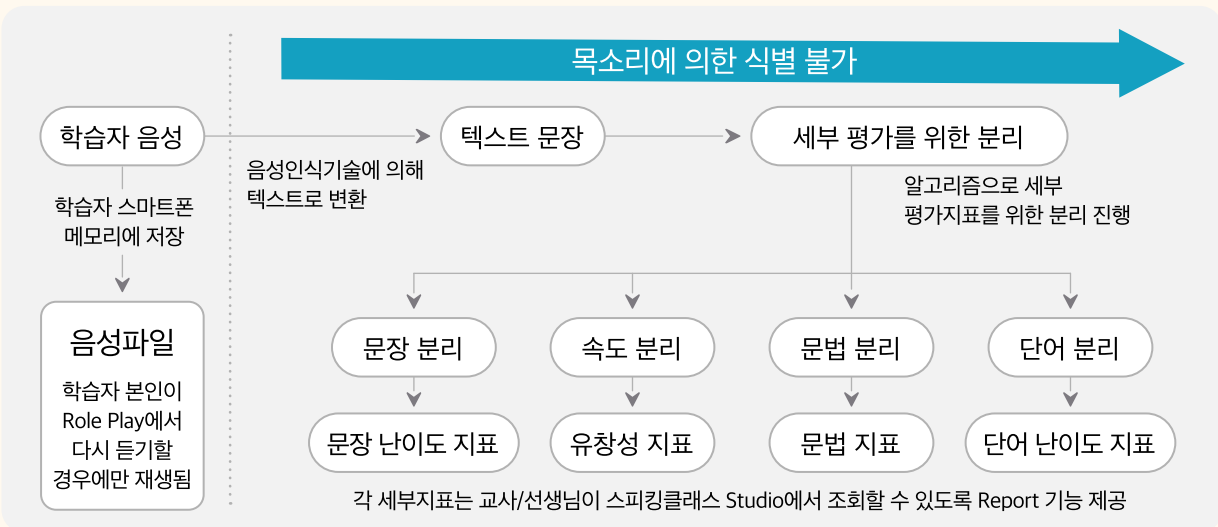 목소리에 의한 식별 불가
학습자 음성
텍스트 문장
세부 평가를 위한 분리
음성인식기술에 의해
텍스트로 변환
알고리즘으로 세부
평가지표를 위한 분리 진행
학습자 스마트폰
메모리에 저장
음성파일
학습자 본인이
Role Play에서
다시 듣기할
경우에만 재생됨
문장 분리
속도 분리
문법 분리
단어 분리
문장 난이도 지표
유창성 지표
문법 지표
단어 난이도 지표
각 세부지표는 교사/선생님이 스피킹클래스 Studio에서 조회할 수 있도록 Report 기능 제공